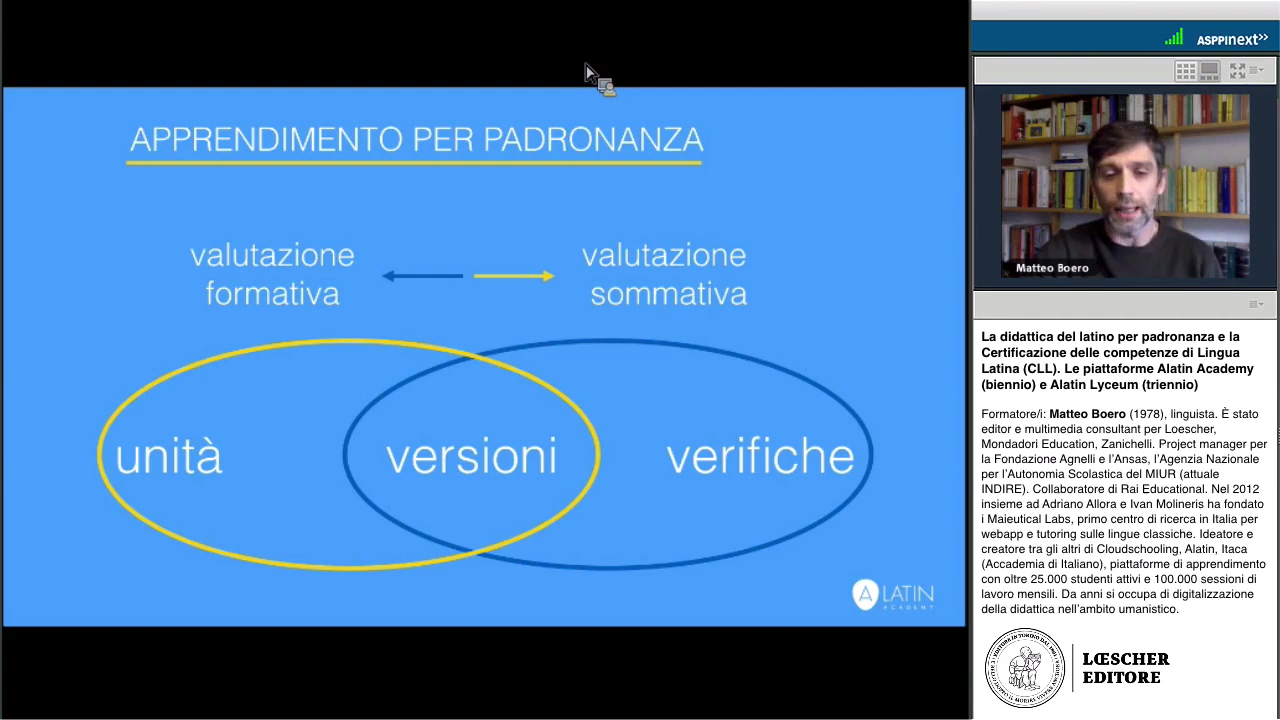 APPRENDIMENTO PER PADRONANZA
valutazione
formativa
valutazione
sommativa
unità
versioni
verifiche
A LATIN
ACADEMY
ASPPInext>>
Matteo Boero
La didattica del latino per padronanza e la
Certificazione delle competenze di Lingua
Latina (CLL). Le piattaforme Alatin Academy
(biennio) e Alatin Lyceum (triennio)
Formatore/i: Matteo Boero (1978), linguista. È stato
editor e multimedia consultant per Loescher,
Mondadori Education, Zanichelli. Project manager per
la Fondazione Agnelli e l'Ansas, l'Agenzia Nazionale
per l'Autonomia Scolastica del MIUR (attuale
INDIRE). Collaboratore di Rai Educational. Nel 2012
insieme ad Adriano Allora e Ivan Molineris ha fondato
i Maieutical Labs, primo centro di ricerca in Italia per
webapp e tutoring sulle lingue classiche. Ideatore e
creatore tra gli altri di Cloudschooling, Alatin, Itaca
(Accademia di Italiano), piattaforme di apprendimento
con oltre 25.000 studenti attivi e 100.000 sessioni di
lavoro mensili. Da anni si occupa di digitalizzazione
della didattica nell'ambito umanistico.
LŒSCHER
EDITORE